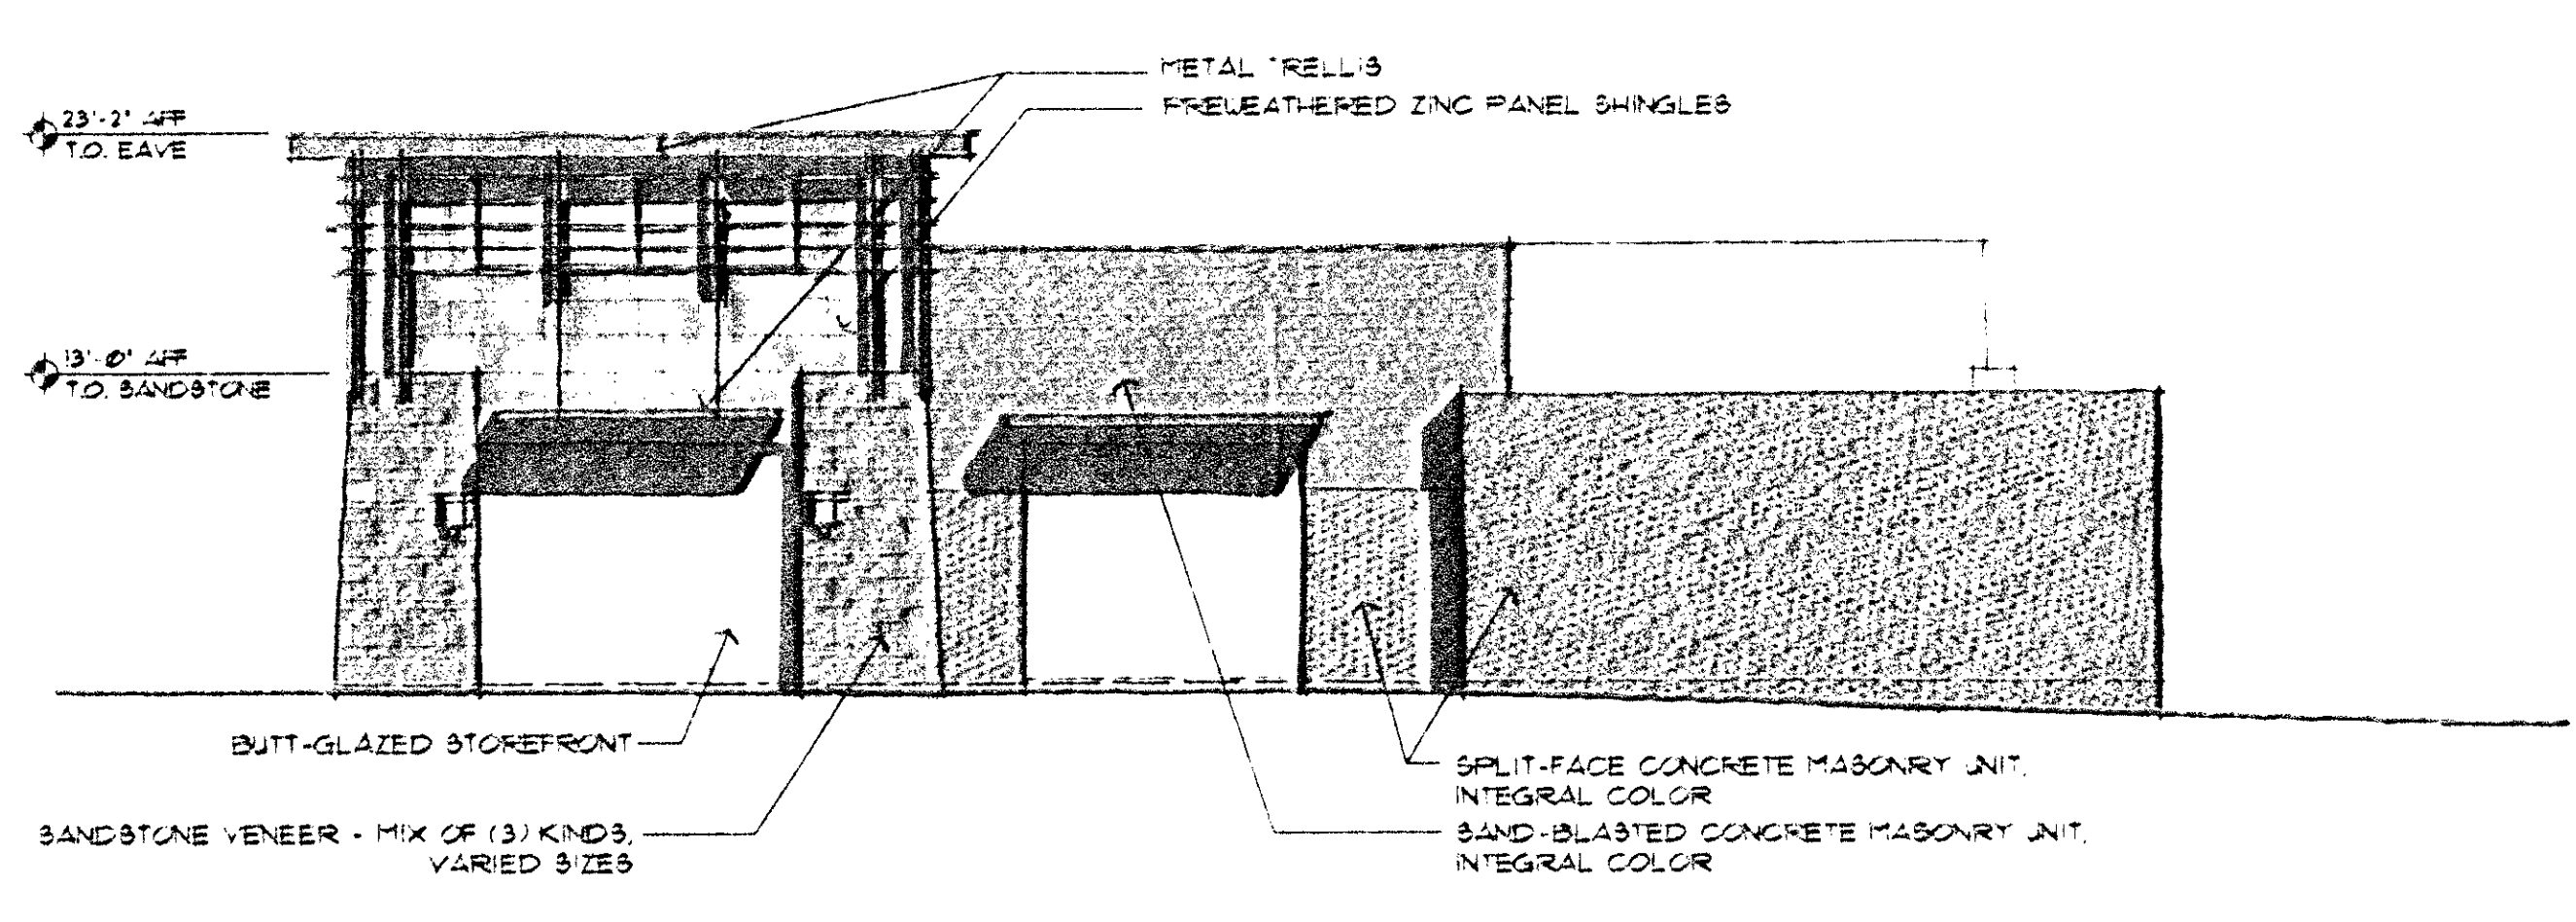 METAL TRELLIS
PREWEATHERED ZINC PANEL SHINGLES
23'-2" AFF
T.O. EAVE
13'-0" AFF
T.O. SANDSTONE
BUTT-GLAZED STOREFRONT
SPLIT-FACE CONCRETE MASONRY UNIT,
INTEGRAL COLOR
SANDSTONE VENEER - MIX OF (3) KINDS,
VARIED SIZES
SAND-BLASTED CONCRETE MASONRY UNIT,
INTEGRAL COLOR